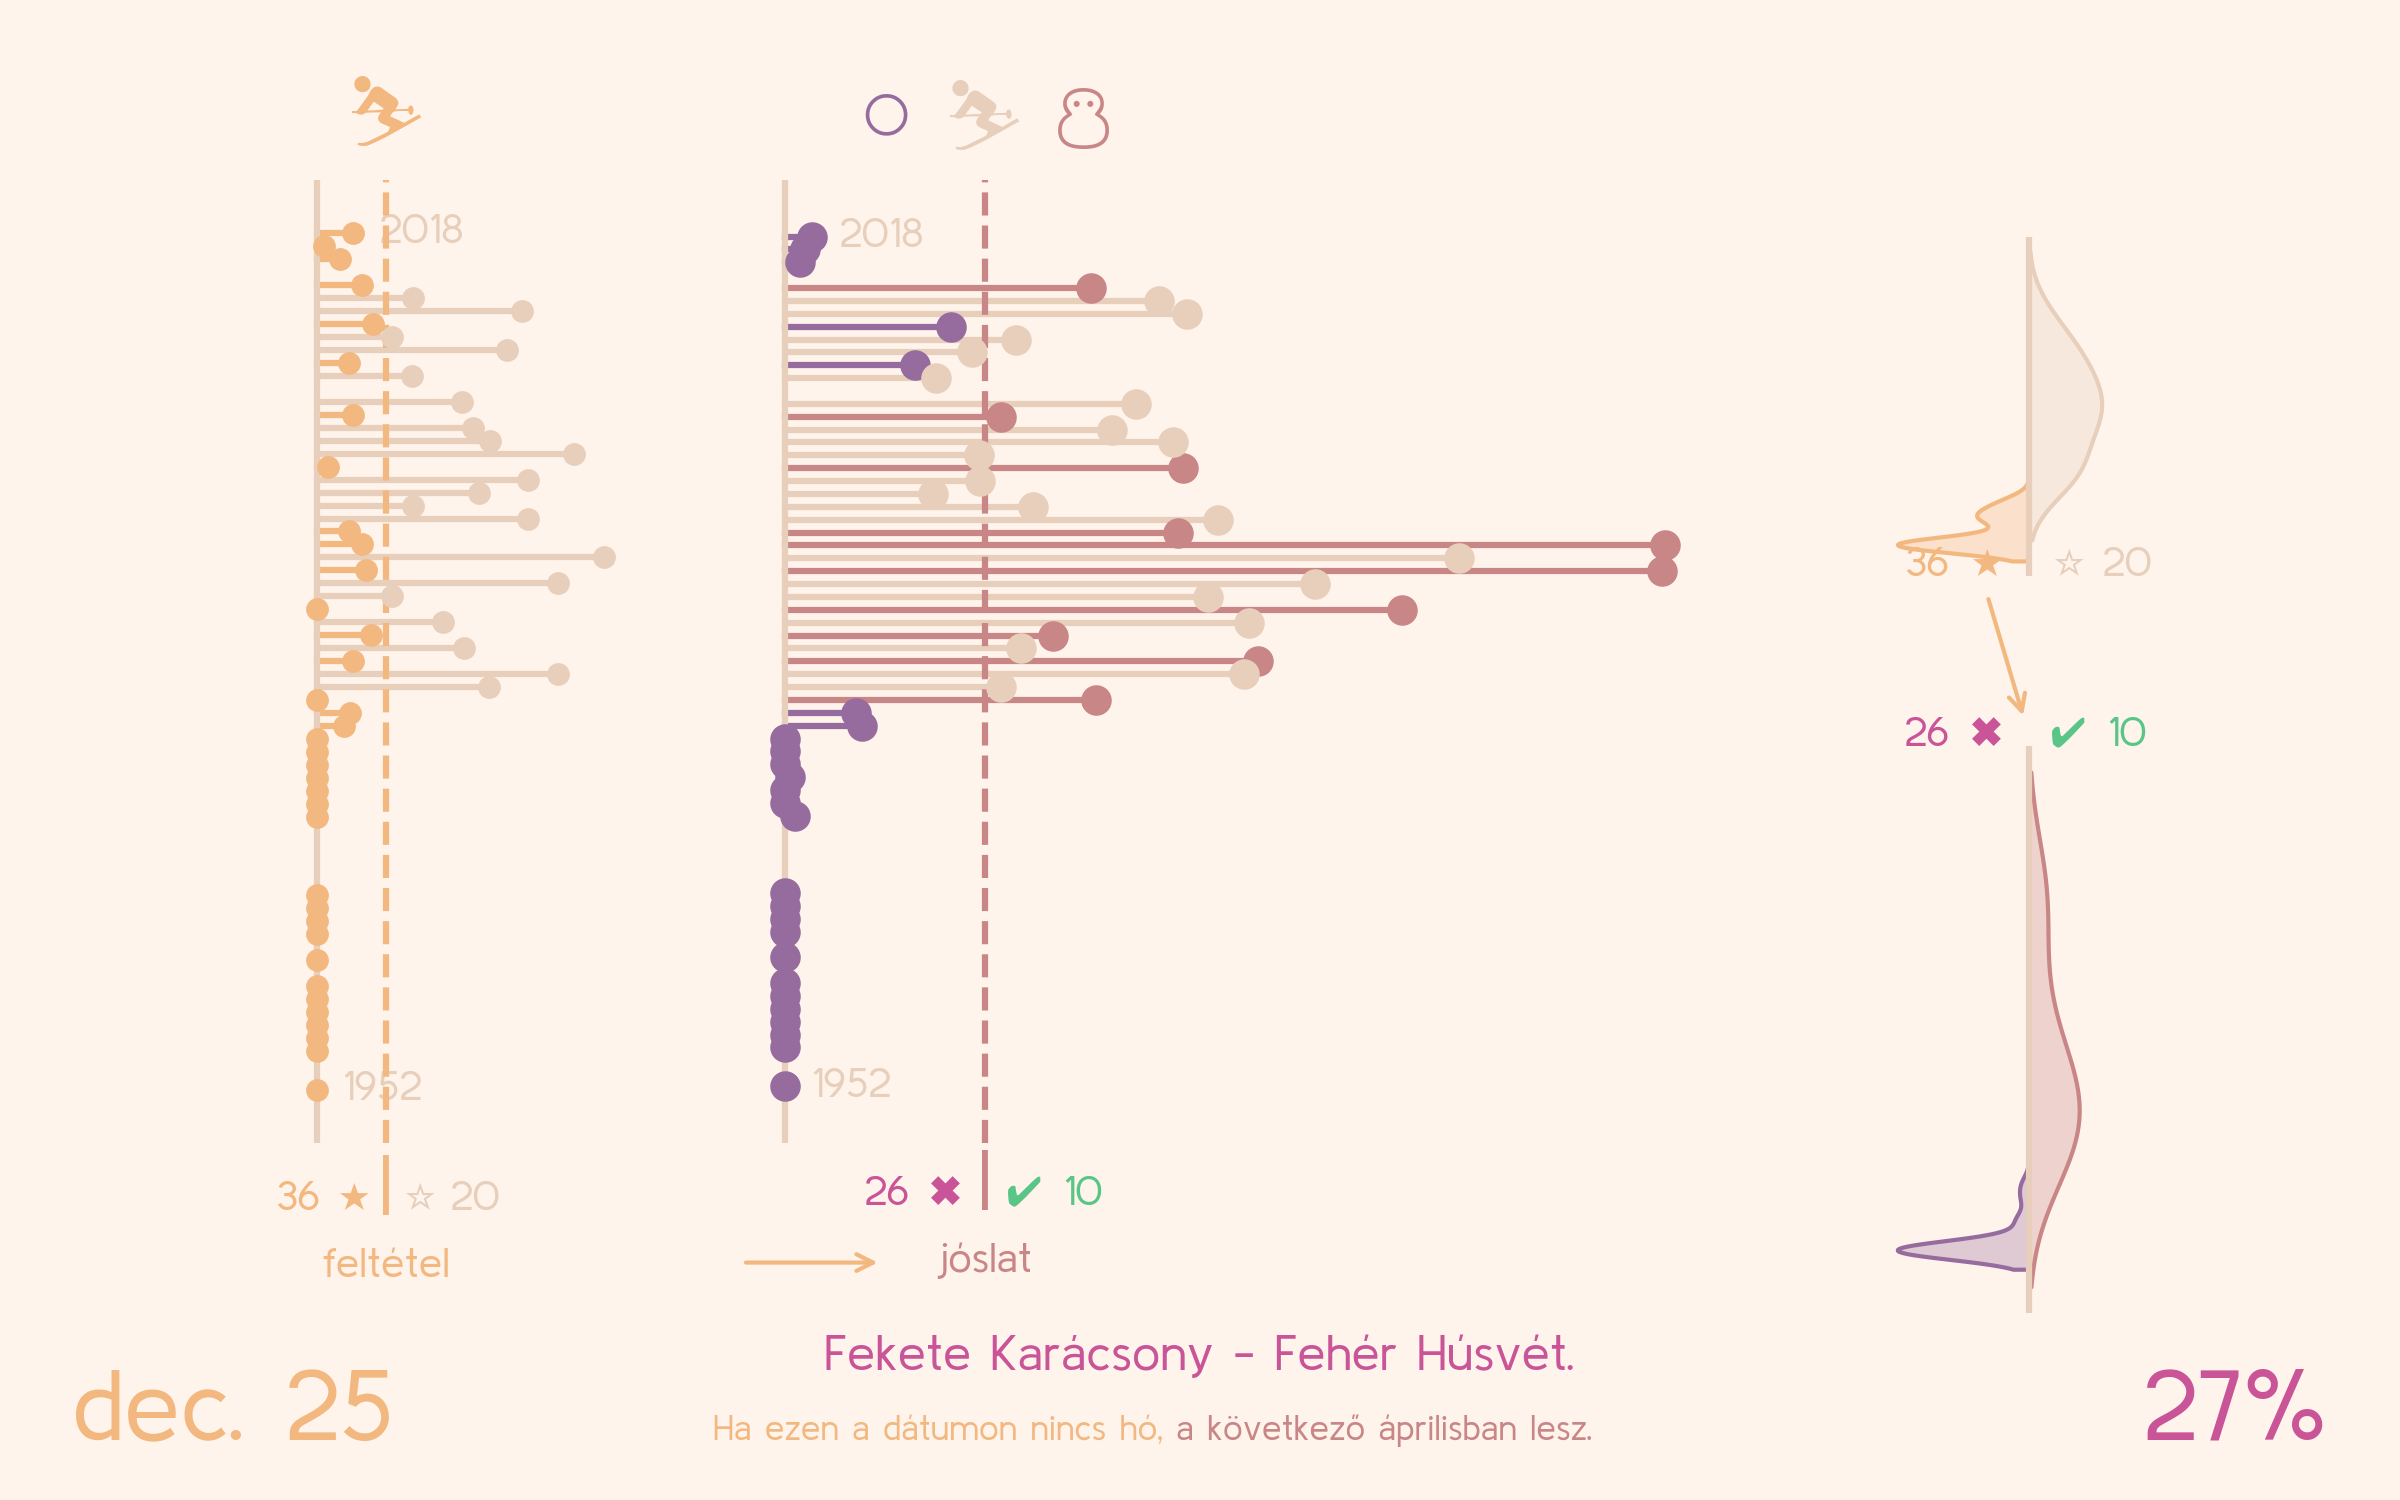 2018
2018
36 ★ ☆ 20
26 ✖ ✔ 10
1952
1952
36 ★ ☆ 20
26 ✖ ✔ 10
feltétel
jóslat
Fekete Karácsony - Fehér Húsvét.
dec. 25
27%
Ha ezen a dátumon nincs hó, a következő áprilisban lesz.